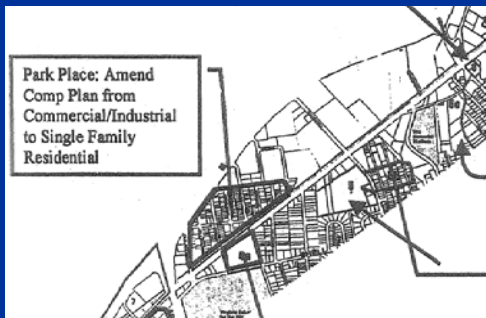 Park Place: Amend
Comp Plan from
Commercial/Industrial
to Single Family
Residential